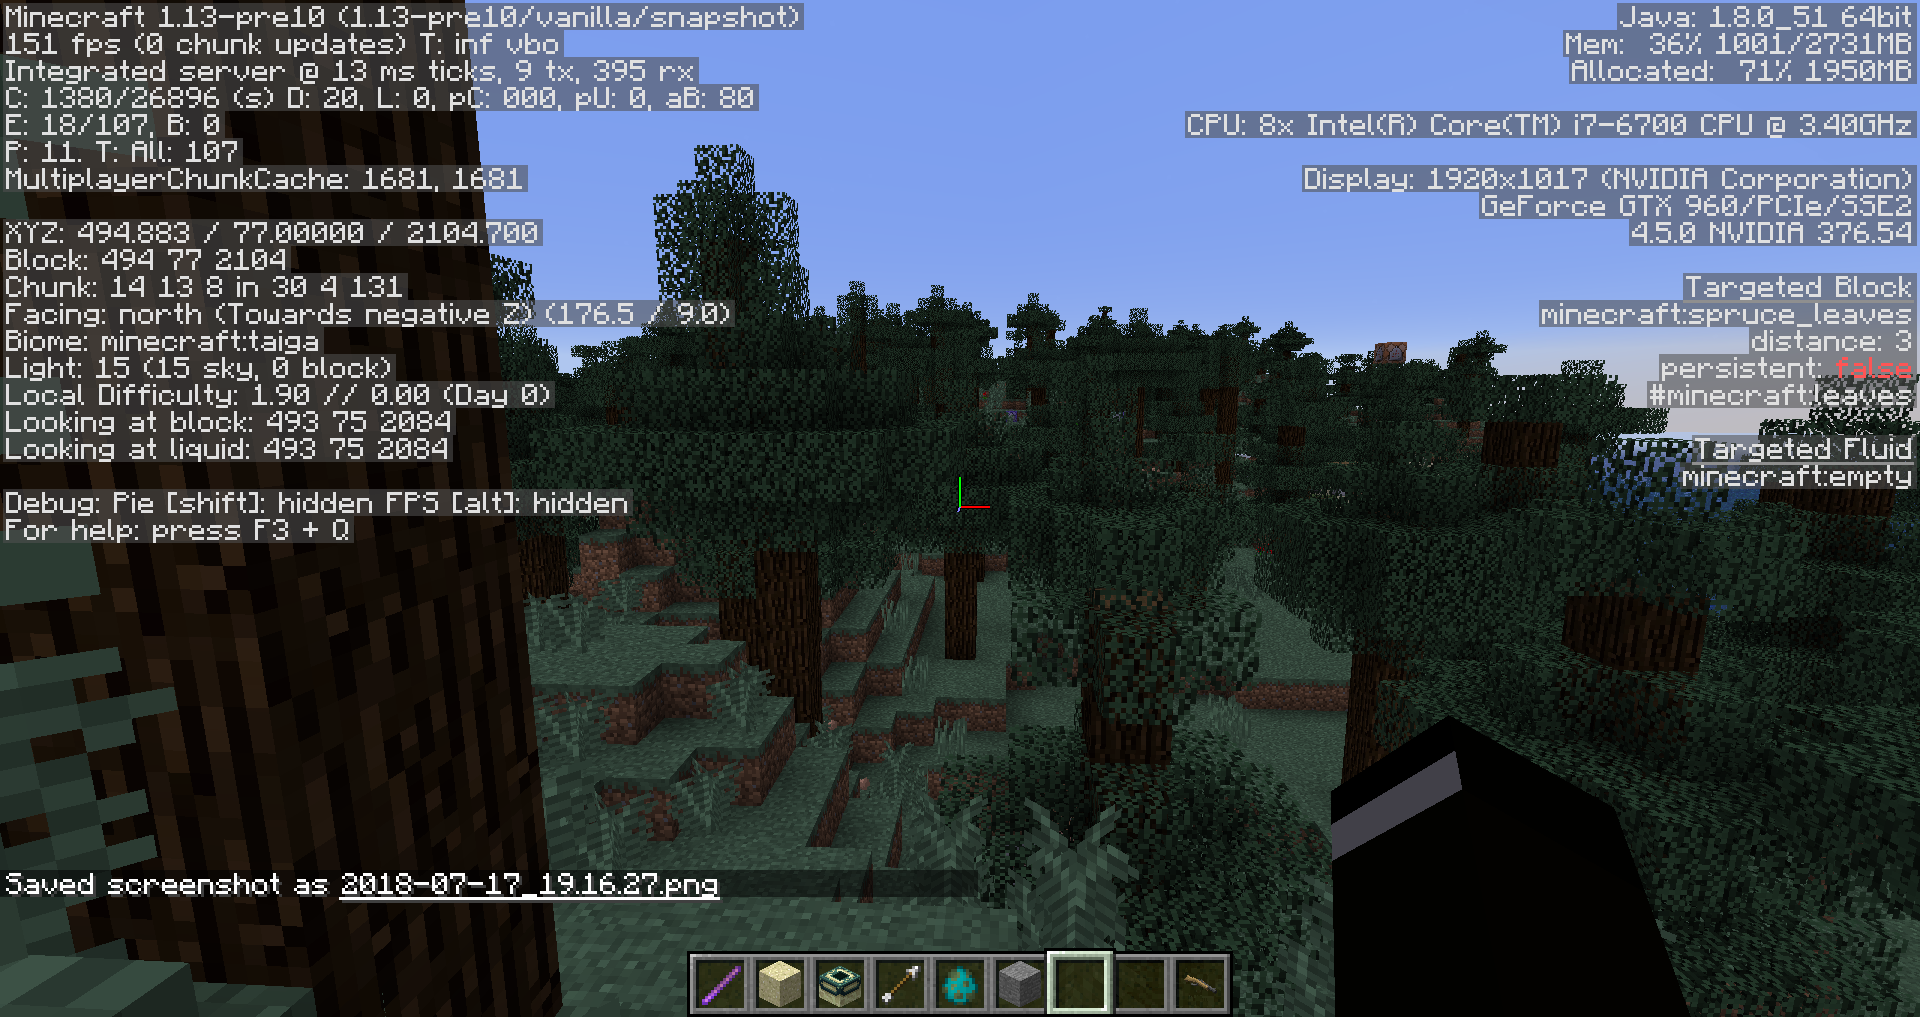 Minecraft 1.13-pre10 (1.13-pre10/vanilla/snapshot)
151 fps (0 chunk updates) T: inf vbo
Integrated server @ 13 ms ticks, 9 tx, 395 rx
C: 1380/26896 (s) D: 20, L: 0, pC: 000, pU: 0, aB: 80
E: 18/107, B: 0
P: 11. T: All: 107
MultiplayerChunkCache: 1681, 1681
XYZ: 494.883 / 77.00000 / 2104.700
Block: 494 77 2104
Chunk: 14 13 8 in 30 4 131
Facing: north (Towards negative Z) (176.5 / 9.0)
Biome: minecraft:taiga
Light: 15 (15 sky, 0 block)
Local Difficulty: 1.90 // 0.00 (Day 0)
Looking at block: 493 75 2084
Looking at liquid: 493 75 2084
Debug: Pie [shift]: hidden FPS [alt]: hidden
For help: press F3 + Q
Java: 1.8.0_51 64bit
Mem: 36% 1001/2731MB
Allocated: 71% 1950MB
CPU: 8x Intel(R) Core(TM) i7-6700 CPU @ 3.40GHz
Display: 1920x1017 (NVIDIA Corporation)
GeForce GTX 960/PCIe/SSE2
4.5.0 NVIDIA 376.54
Targeted Block
minecraft:spruce_leaves
distance: 3
persistent: false
#minecraft:leaves
Targeted Fluid
minecraft:empty
Saved screenshot as 2018-07-17_19.16.27.png